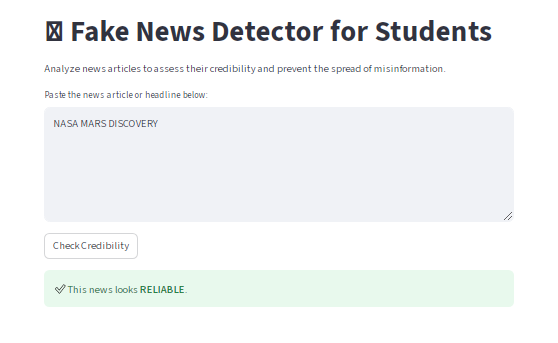 Fake News Detector for Students
Analyze news articles to assess their credibility and prevent the spread of misinformation.
Paste the news article or headline below:
NASA MARS DISCOVERY
Check Credibility
This news looks RELIABLE.